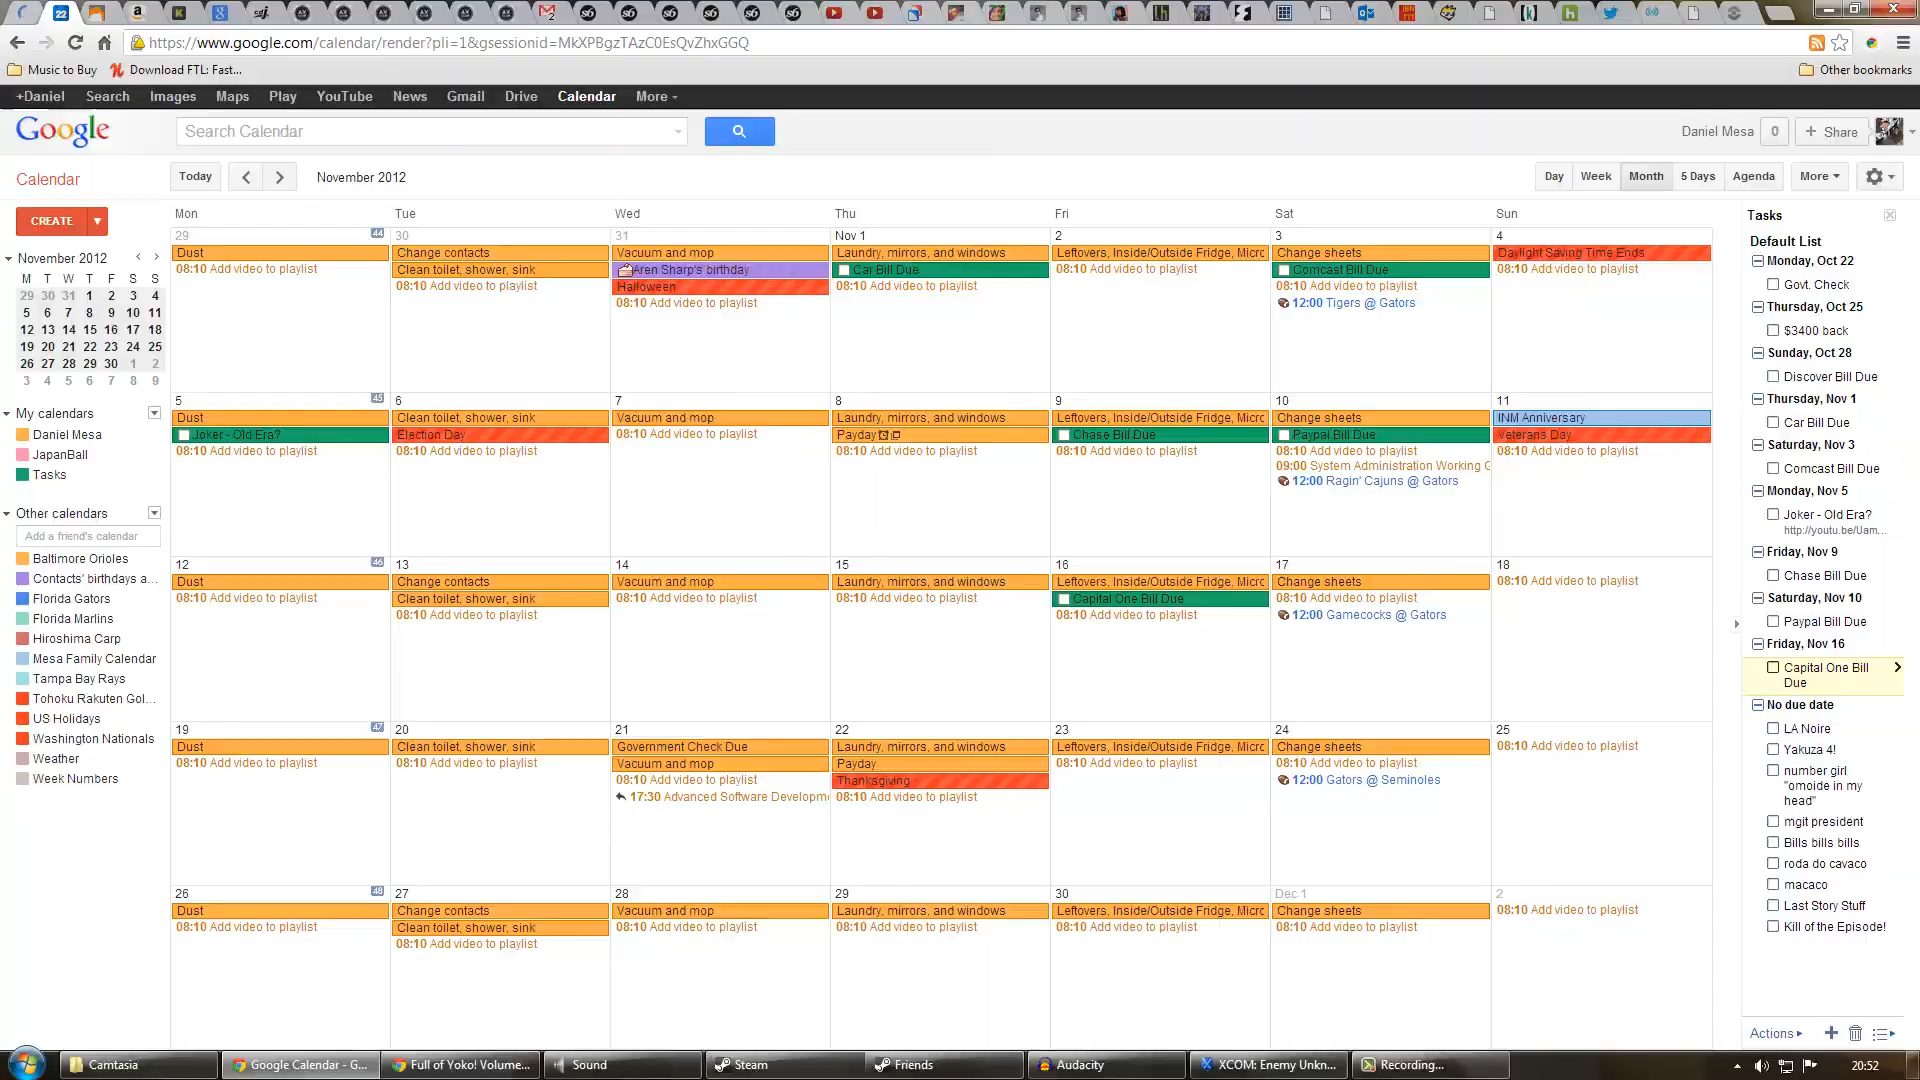 https://www.google.com/calendar/render?pli=1&gsessionid=MkXPBgzTAzC0EsQvZhxGGQ
Music to Buy
Download FTL: Fast...
Other bookmarks
+Daniel Search Images Maps Play YouTube News Gmail Drive Calendar More
Google
Search Calendar
Daniel Mesa 0 + Share
Calendar
Today
November 2012
Day Week Month 5 Days Agenda More
CREATE
November 2012
M T W T F S S
29 30 31 1 2 3 4
5 6 7 8 9 10 11
12 13 14 15 16 17 18
19 20 21 22 23 24 25
26 27 28 29 30 1 2
3 4 5 6 7 8 9
My calendars
Daniel Mesa
JapanBall
Tasks
Other calendars
Add a friend's calendar
Baltimore Orioles
Contacts' birthdays a...
Florida Gators
Florida Marlins
Hiroshima Carp
Mesa Family Calendar
Tampa Bay Rays
Tohoku Rakuten Gol...
US Holidays
Washington Nationals
Weather
Week Numbers
Mon Tue Wed Thu Fri Sat Sun
29 44
Dust
08:10 Add video to playlist
30
Change contacts
Clean toilet, shower, sink
08:10 Add video to playlist
31
Vacuum and mop
Aren Sharp's birthday
Halloween
08:10 Add video to playlist
Nov 1
Laundry, mirrors, and windows
Car Bill Due
08:10 Add video to playlist
2
Leftovers, Inside/Outside Fridge, Micro
08:10 Add video to playlist
3
Change sheets
Comcast Bill Due
08:10 Add video to playlist
12:00 Tigers @ Gators
4
Daylight Saving Time Ends
08:10 Add video to playlist
5 45
Dust
Joker - Old Era?
08:10 Add video to playlist
6
Clean toilet, shower, sink
Election Day
08:10 Add video to playlist
7
Vacuum and mop
08:10 Add video to playlist
8
Laundry, mirrors, and windows
Payday
08:10 Add video to playlist
9
Leftovers, Inside/Outside Fridge, Micro
Chase Bill Due
08:10 Add video to playlist
10
Change sheets
Paypal Bill Due
08:10 Add video to playlist
09:00 System Administration Working G
12:00 Ragin' Cajuns @ Gators
11
INM Anniversary
Veterans Day
08:10 Add video to playlist
12 46
Dust
08:10 Add video to playlist
13
Change contacts
Clean toilet, shower, sink
08:10 Add video to playlist
14
Vacuum and mop
08:10 Add video to playlist
15
Laundry, mirrors, and windows
08:10 Add video to playlist
16
Leftovers, Inside/Outside Fridge, Micro
Capital One Bill Due
08:10 Add video to playlist
17
Change sheets
08:10 Add video to playlist
12:00 Gamecocks @ Gators
18
08:10 Add video to playlist
19 47
Dust
08:10 Add video to playlist
20
Clean toilet, shower, sink
08:10 Add video to playlist
21
Government Check Due
Vacuum and mop
08:10 Add video to playlist
17:30 Advanced Software Developm
22
Laundry, mirrors, and windows
Payday
Thanksgiving
08:10 Add video to playlist
23
Leftovers, Inside/Outside Fridge, Micro
08:10 Add video to playlist
24
Change sheets
08:10 Add video to playlist
12:00 Gators @ Seminoles
25
08:10 Add video to playlist
26 48
Dust
08:10 Add video to playlist
27
Change contacts
Clean toilet, shower, sink
08:10 Add video to playlist
28
Vacuum and mop
08:10 Add video to playlist
29
Laundry, mirrors, and windows
08:10 Add video to playlist
30
Leftovers, Inside/Outside Fridge, Micro
08:10 Add video to playlist
Dec 1
Change sheets
08:10 Add video to playlist
2
08:10 Add video to playlist
Tasks
Default List
Monday, Oct 22
Govt. Check
Thursday, Oct 25
$3400 back
Sunday, Oct 28
Discover Bill Due
Thursday, Nov 1
Car Bill Due
Saturday, Nov 3
Comcast Bill Due
Monday, Nov 5
Joker - Old Era?
http://youtu.be/Uam...
Friday, Nov 9
Chase Bill Due
Saturday, Nov 10
Paypal Bill Due
Friday, Nov 16
Capital One Bill
Due
No due date
LA Noire
Yakuza 4!
number girl
"omoide in my
head"
mgit president
Bills bills bills
roda do cavaco
macaco
Last Story Stuff
Kill of the Episode!
Actions
Camtasia
Google Calendar - G...
Full of Yoko! Volume...
Sound
Steam
Friends
Audacity
XCOM: Enemy Unkn...
Recording...
20:52